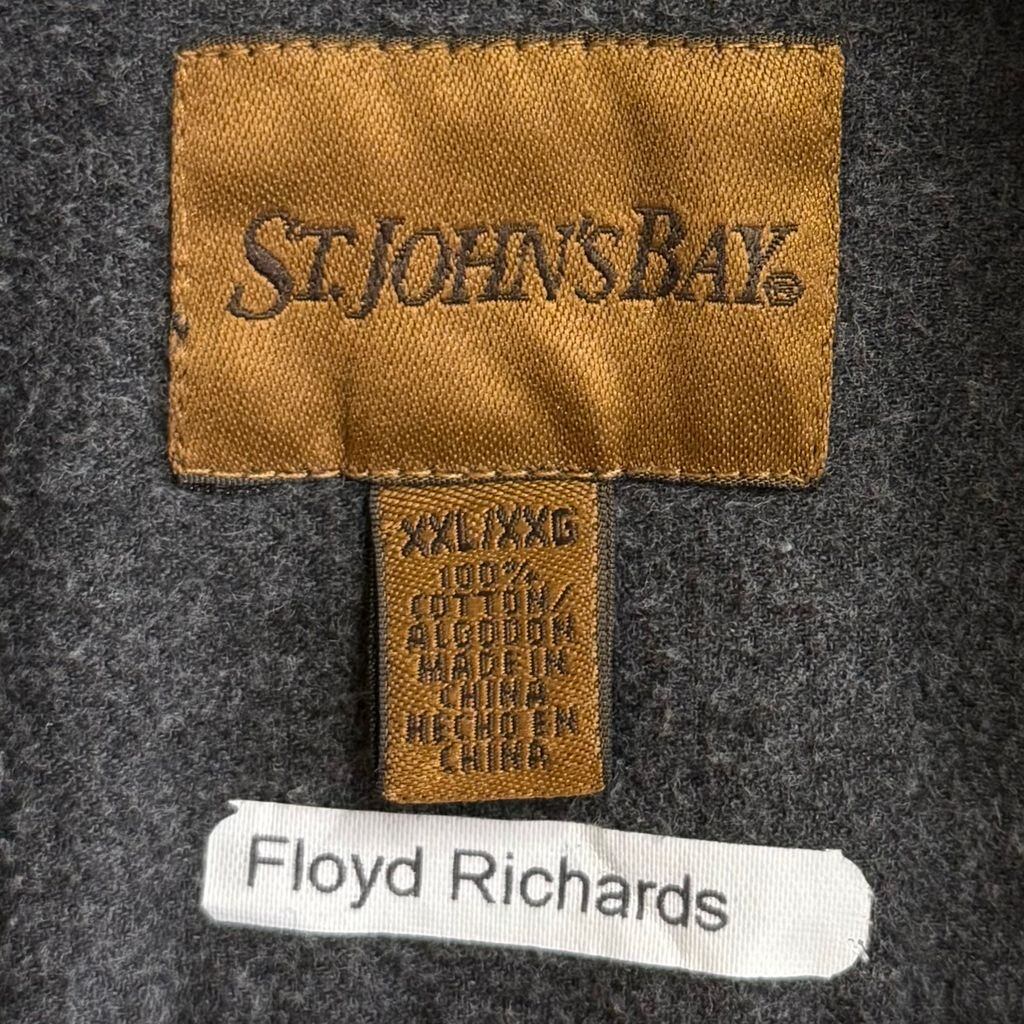 ST. JOHN'S BAY®
XXL/XXG
100%
COTTON/
ALGODON
MADE IN
CHINA
HECHO EN
CHINA
Floyd Richards